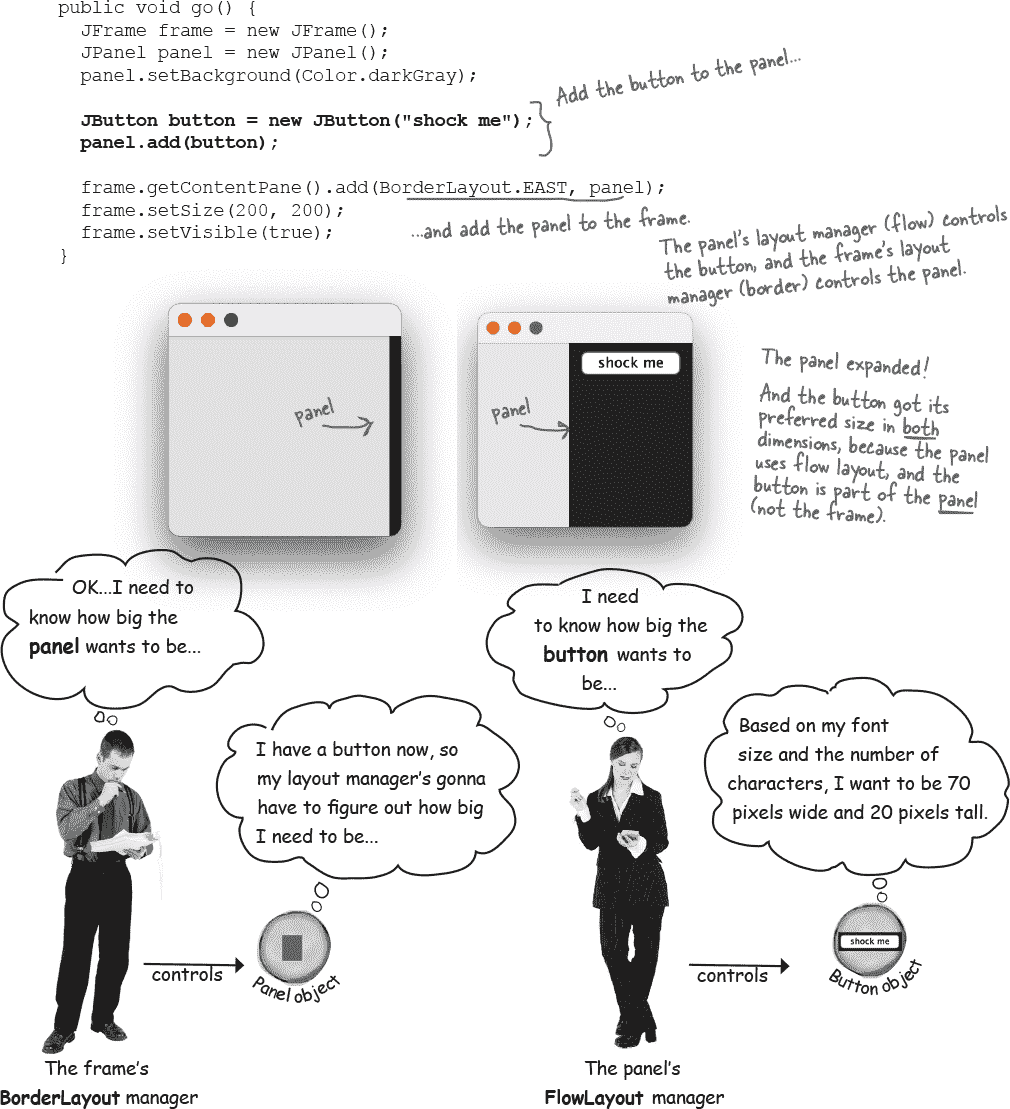 public void go() {
JFrame frame = new JFrame();
JPanel panel = new JPanel();
panel.setBackground(Color.darkGray);
Add the button to the panel...
JButton button = new JButton("shock me");
panel.add(button);
frame.getContentPane().add(BorderLayout.EAST, panel);
frame.setSize(200, 200);
frame.setVisible(true);
}
...and add the panel to the frame.
The panel's layout manager (flow) controls
the button, and the frame's layout
manager (border) controls the panel.
panel
panel
shock me
The panel expanded!
And the button got its
preferred size in both
dimensions, because the panel
uses flow layout, and the
button is part of the panel
(not the frame).
OK...I need to
know how big the
panel wants to be...
I have a button now, so
my layout manager's gonna
have to figure out how big
I need to be...
controls
Panel object
The frame's
BorderLayout manager
I need
to know how big the
button wants to
be...
Based on my font
size and the number of
characters, I want to be 70
pixels wide and 20 pixels tall.
controls
shock me
Button object
The panel's
FlowLayout manager